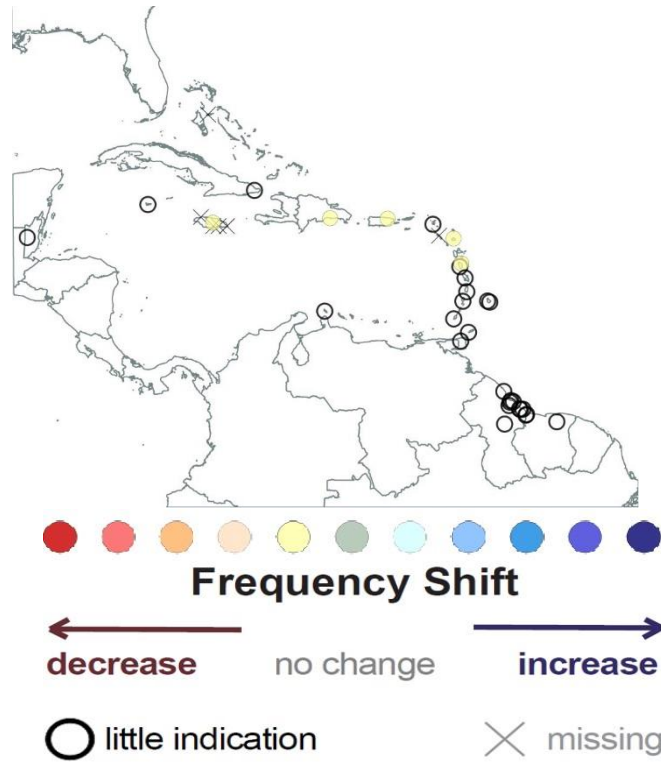 Frequency Shift
decrease no change increase
little indication missing